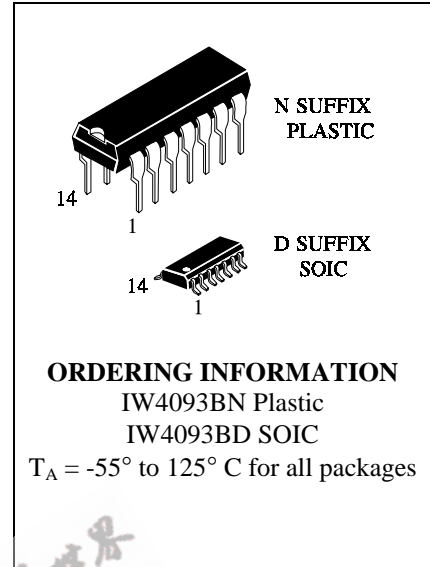 N SUFFIX
PLASTIC
14
1
D SUFFIX
SOIC
14
1
ORDERING INFORMATION
IW4093BN Plastic
IW4093BD SOIC
T_A = -55° to 125° C for all packages